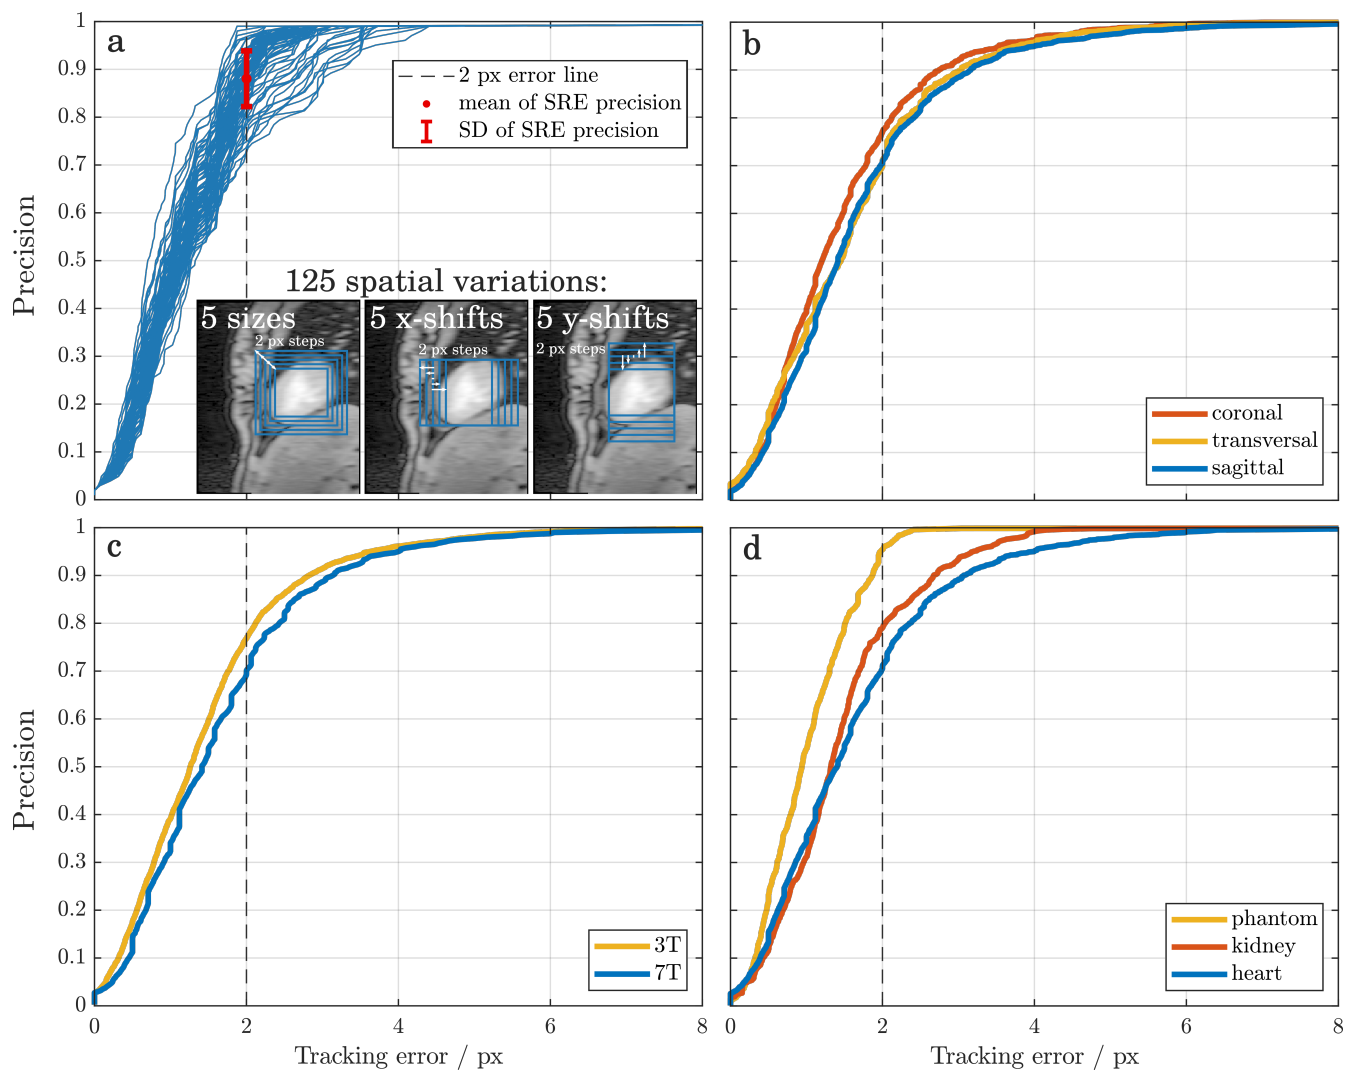 a
1
0.9
0.8
0.7
0.6
0.5
0.4
0.3
0.2
0.1
0
Precision
2 px error line
mean of SRE precision
SD of SRE precision
125 spatial variations:
5 sizes
2 px steps
5 x-shifts
2 px steps
5 y-shifts
2 px steps
b
coronal
transversal
sagittal
c
1
0.9
0.8
0.7
0.6
0.5
0.4
0.3
0.2
0.1
0
Precision
3T
7T
0 2 4 6 8
Tracking error / px
d
phantom
kidney
heart
0 2 4 6 8
Tracking error / px